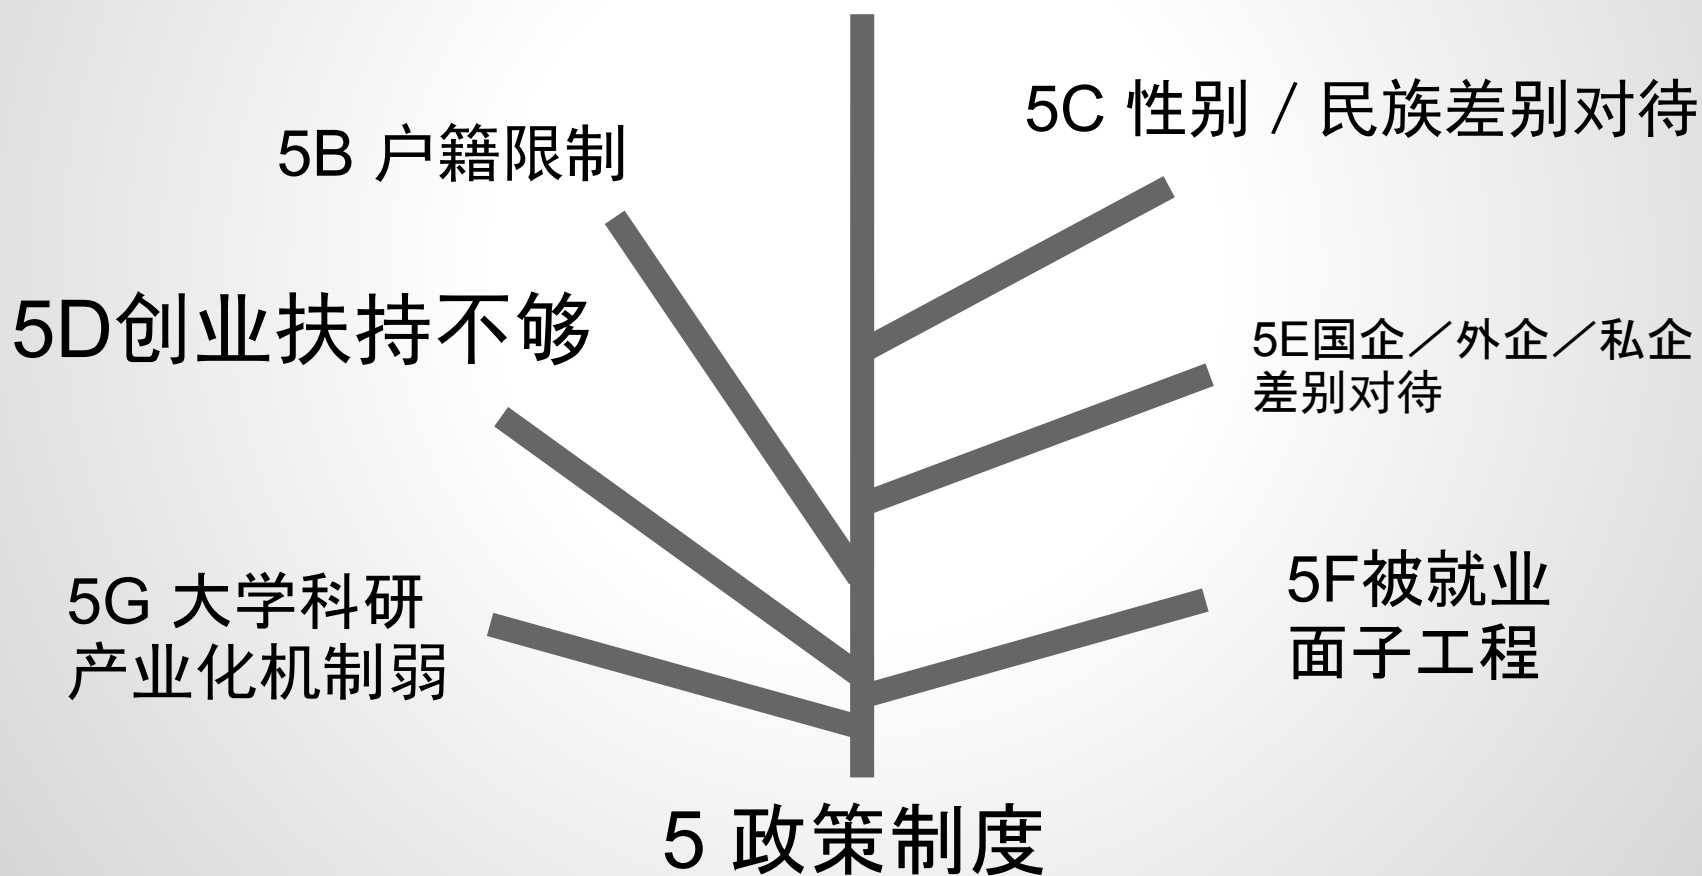 5C 性别 / 民族差别对待
5B 户籍限制
5D创业扶持不够
5E国企／外企／私企
差别对待
5G 大学科研
产业化机制弱
5F被就业
面子工程
5 政策制度